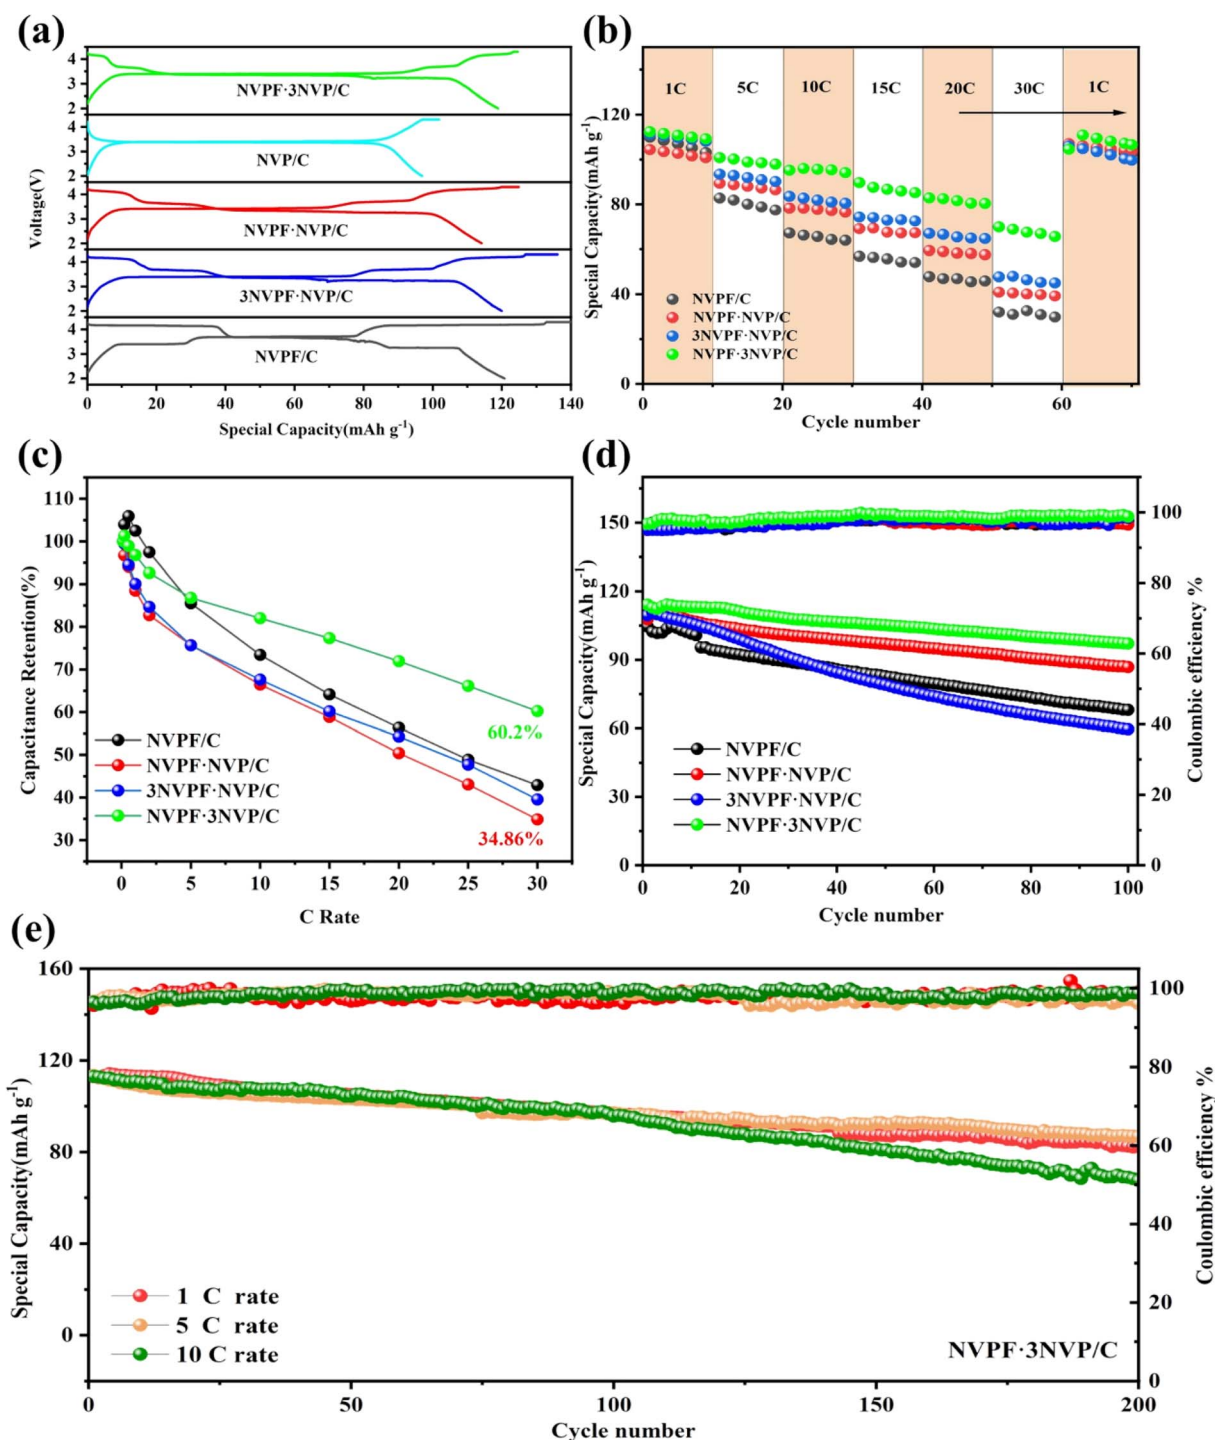 (a)
4
3
2
NVPF·3NVP/C
4
3
2
NVP/C
4
3
2
NVPF·NVP/C
4
3
2
3NVPF·NVP/C
4
3
2
NVPF/C
Voltage(V)
0 20 40 60 80 100 120 140
Special Capacity(mAh g-1)
(b)
1C 5C 10C 15C 20C 30C 1C
120
80
40
0
Special Capacity(mAh g-1)
NVPF/C
NVPF·NVP/C
3NVPF·NVP/C
NVPF·3NVP/C
0 20 40 60
Cycle number
(c)
110
100
90
80
70
60
50
40
30
Capacitance Retention(%)
60.2%
34.86%
NVPF/C
NVPF·NVP/C
3NVPF·NVP/C
NVPF·3NVP/C
0 5 10 15 20 25 30
C Rate
(d)
150
120
90
60
30
0
Special Capacity(mAh g-1)
100
80
60
40
20
0
Coulombic efficiency %
NVPF/C
NVPF·NVP/C
3NVPF·NVP/C
NVPF·3NVP/C
0 20 40 60 80 100
Cycle number
(e)
160
120
80
40
0
Special Capacity(mAh g-1)
100
80
60
40
20
0
Coulombic efficiency %
1 C rate
5 C rate
10 C rate
NVPF·3NVP/C
0 50 100 150 200
Cycle number